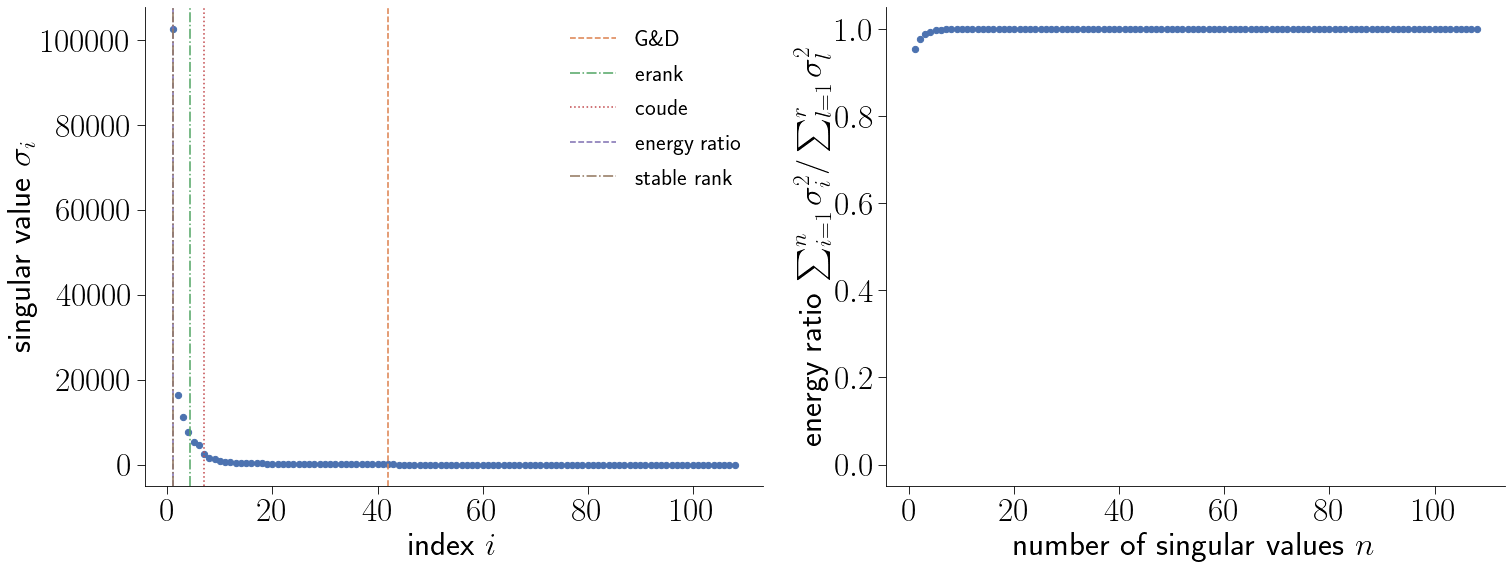 singular value σ_i
100000
80000
60000
40000
20000
0
0 20 40 60 80 100
index i
G&D
erank
coude
energy ratio
stable rank
energy ratio ∑_{i=1}^{n} σ_i^2 / ∑_{l=1}^{r} σ_l^2
1.0
0.8
0.6
0.4
0.2
0.0
0 20 40 60 80 100
number of singular values n